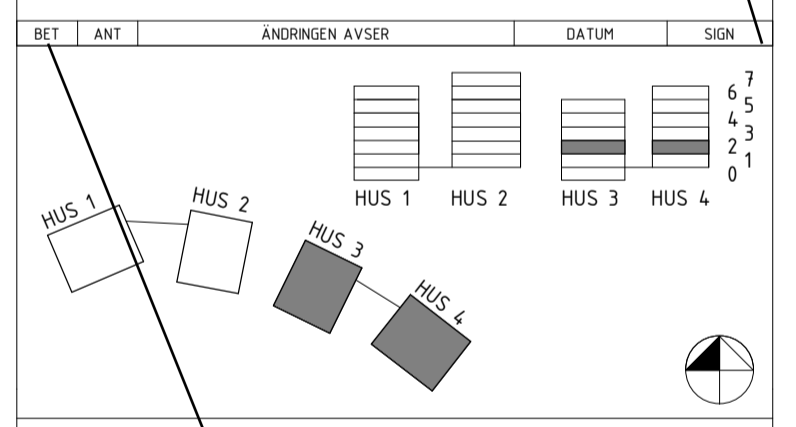 BET ANT ÄNDRINGEN AVSER DATUM SIGN
7
6
5
4
3
2
1
0
HUS 1 HUS 2 HUS 3 HUS 4
HUS 1
HUS 2
HUS 3
HUS 4